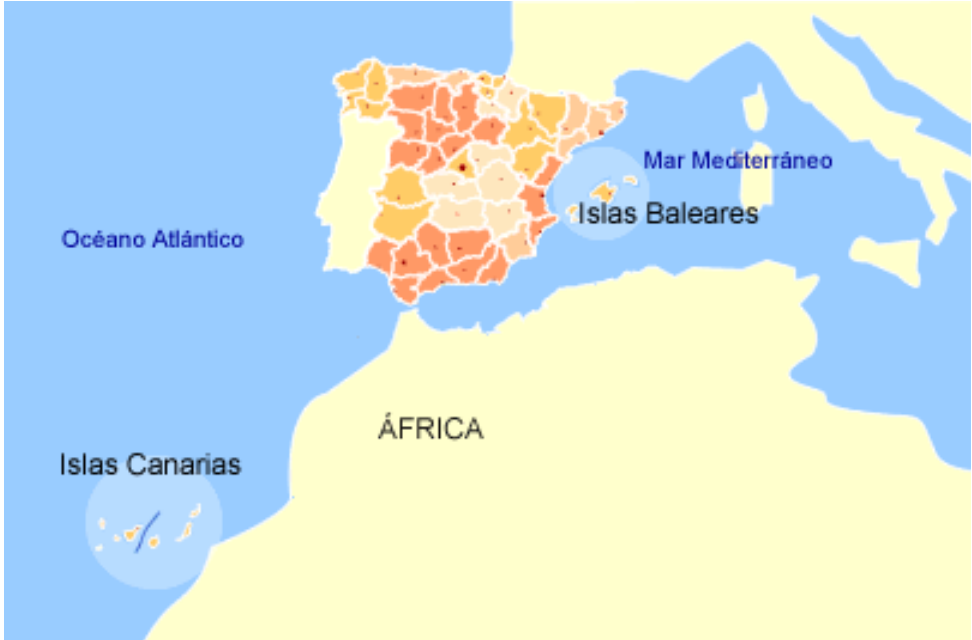 Mar Mediterráneo
Islas Baleares
Océano Atlántico
ÁFRICA
Islas Canarias